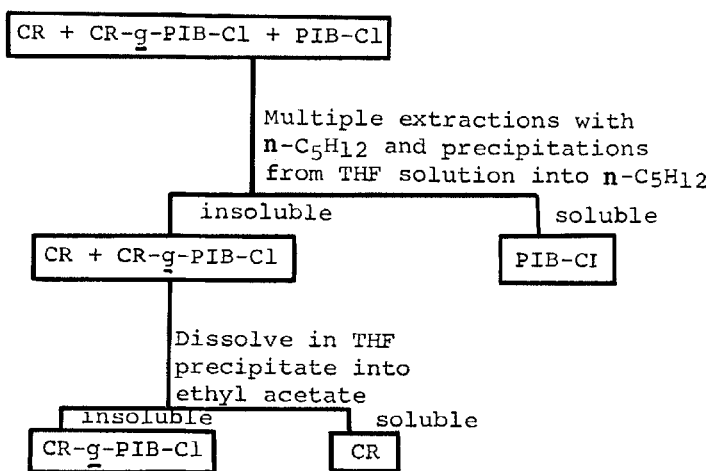 CR + CR-g-PIB-Cl + PIB-Cl
Multiple extractions with
n-C5H12 and precipitations
from THF solution into n-C5H12
insoluble
soluble
CR + CR-g-PIB-Cl
PIB-CI
Dissolve in THF
precipitate into
ethyl acetate
insoluble
soluble
CR-g-PIB-Cl
CR